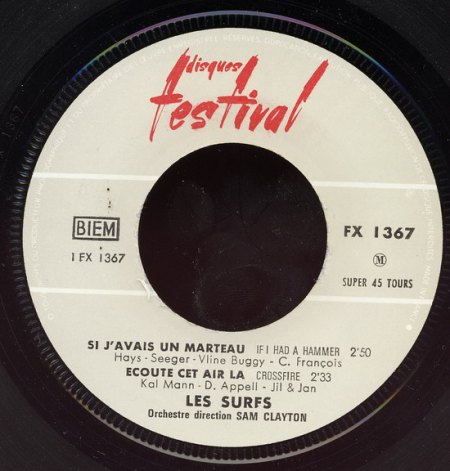 disques
festival
BIEM
1 FX 1367
FX 1367
M
SUPER 45 TOURS
SI J'AVAIS UN MARTEAU IF I HAD A HAMMER 2'50
Hays - Seeger - Vline Buggy - C. François
ECOUTE CET AIR LA CROSSFIRE 2'33
Kal Mann - D. Appell - Jil & Jan
LES SURFS
Orchestre direction SAM CLAYTON